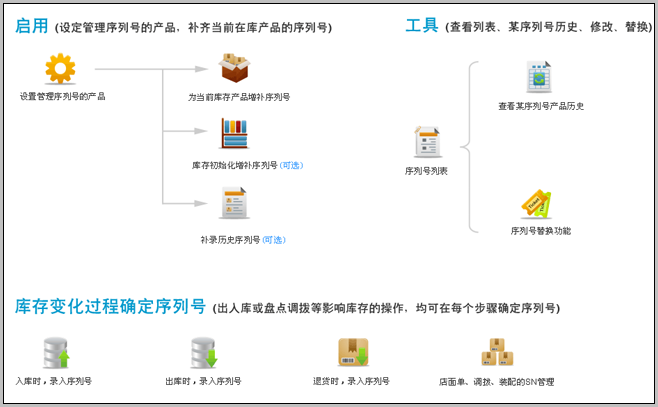 启用 (设定管理序列号的产品，补齐当前在库产品的序列号)
设置管理序列号的产品
为当前库存产品增补序列号
库存初始化增补序列号(可选)
补录历史序列号(可选)
工具 (查看列表、某序列号历史、修改、替换)
序列号列表
查看某序列号产品历史
Ticket
序列号替换功能
库存变化过程确定序列号 (出入库或盘点调拨等影响库存的操作，均可在每个步骤确定序列号)
入库时，录入序列号
出库时，录入序列号
退货时，录入序列号
店面单、调拨、装配的SN管理